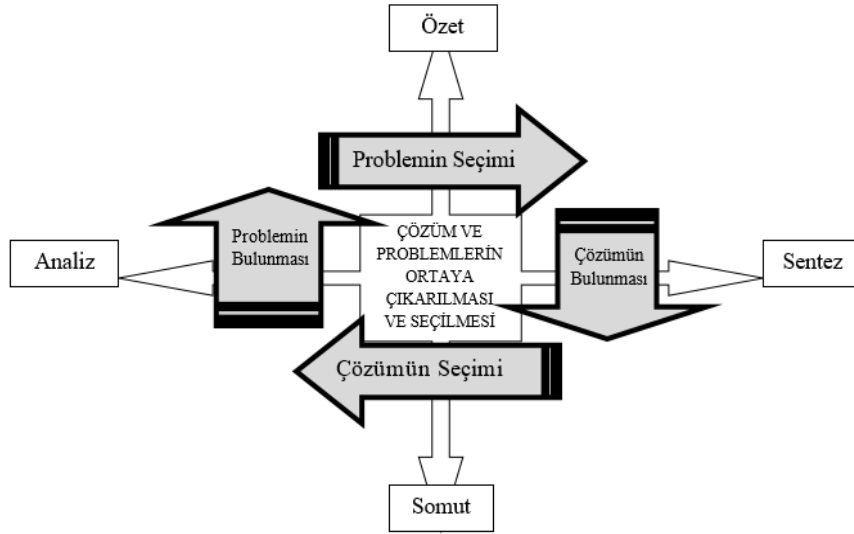 Özet
Problemin Seçimi
Problemin
Bulunması
ÇÖZÜM VE
PROBLEMLERİN
ORTAYA
ÇIKARILMASI
VE SEÇİLMESİ
Çözümün
Bulunması
Analiz
Sentez
Çözümün Seçimi
Somut